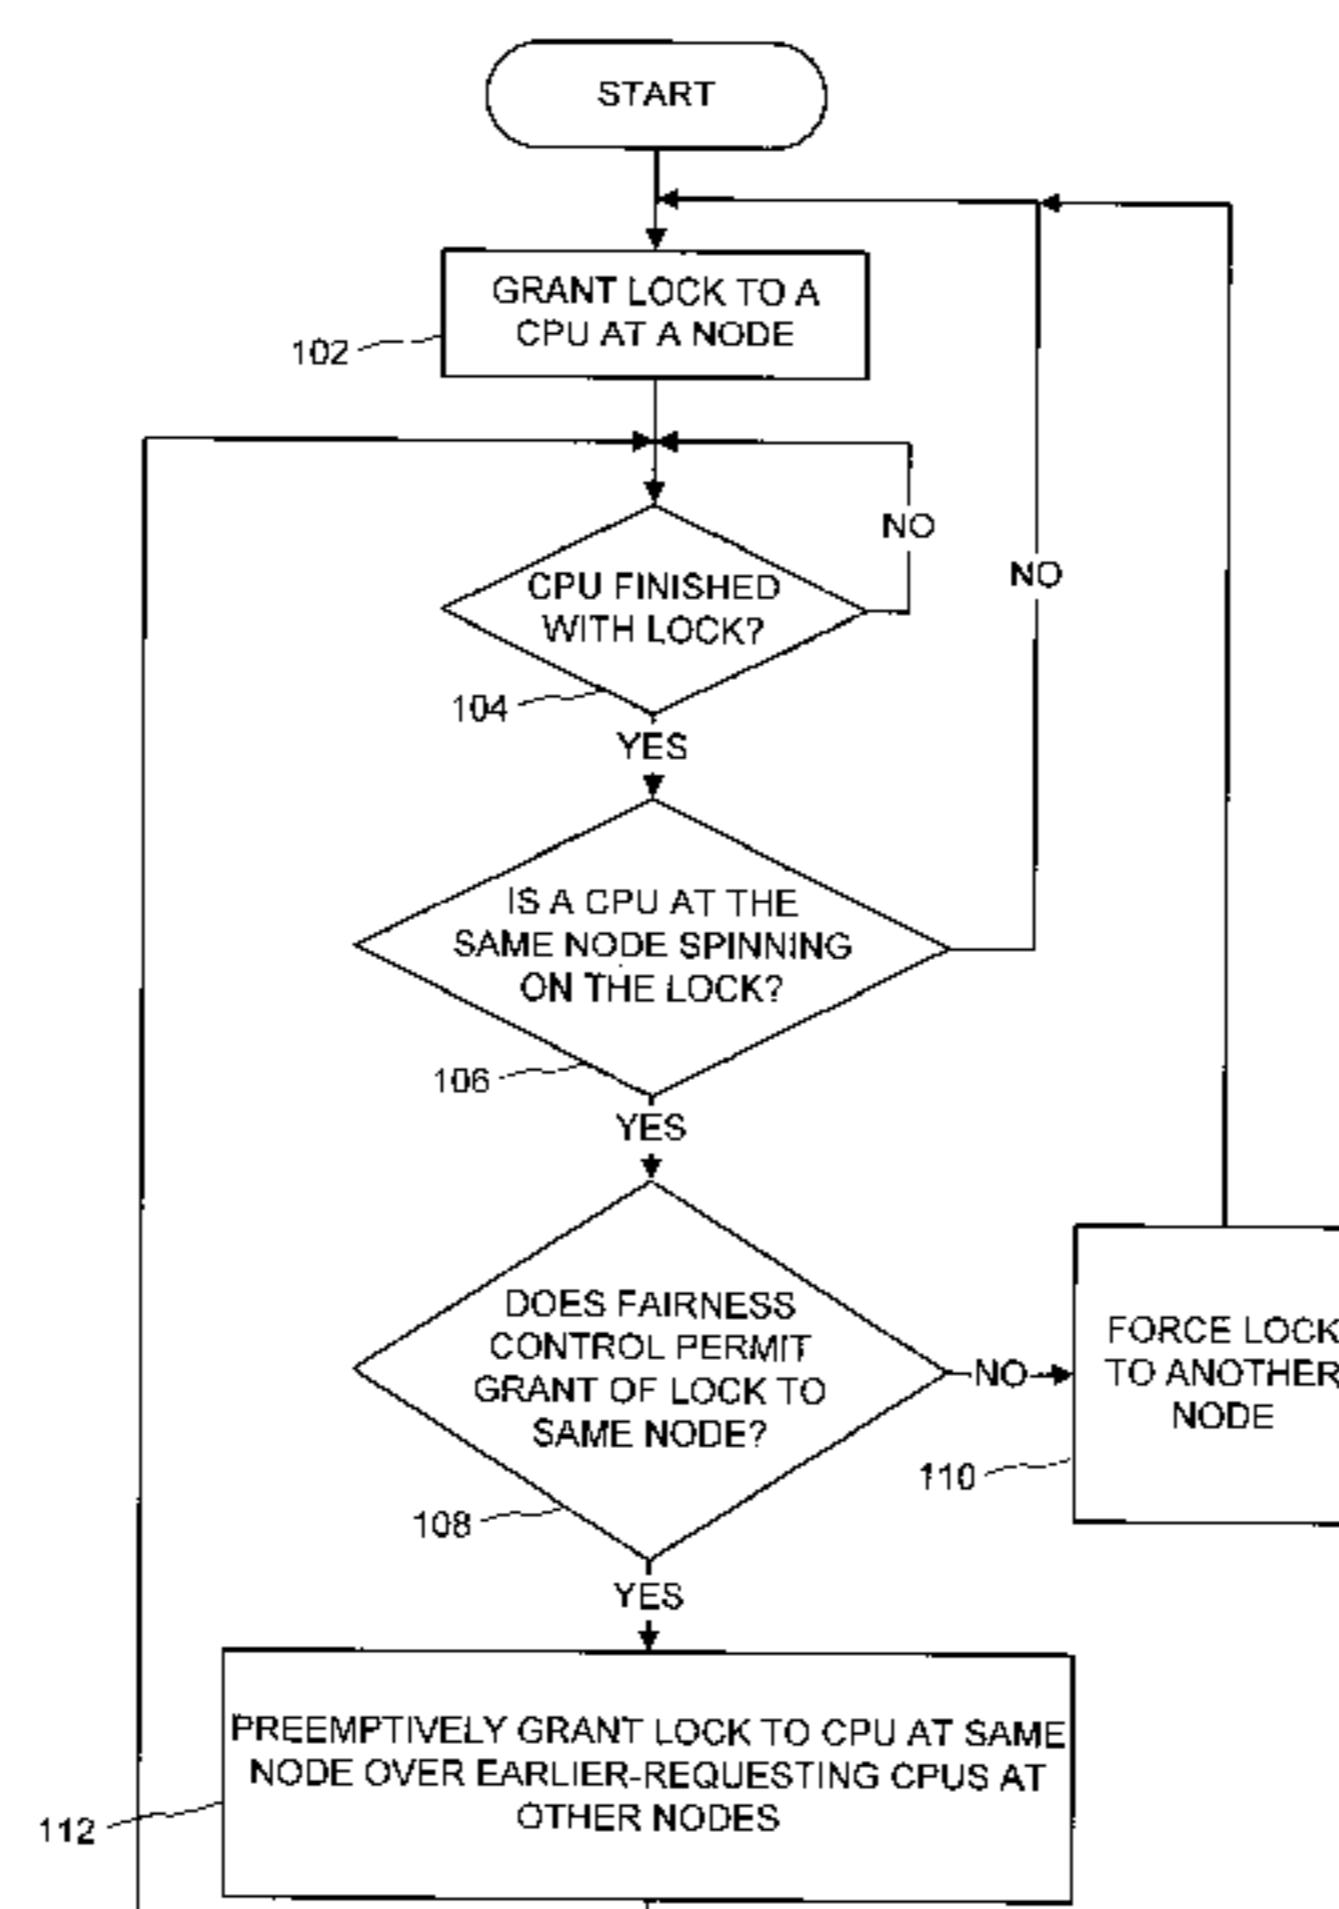 START
GRANT LOCK TO A
CPU AT A NODE
102
NO
CPU FINISHED
WITH LOCK?
NO
104
YES
IS A CPU AT THE
SAME NODE SPINNING
ON THE LOCK?
106
YES
DOES FAIRNESS
CONTROL PERMIT
GRANT OF LOCK TO
SAME NODE?
NO
FORCE LOCK
TO ANOTHER
NODE
110
108
YES
PREEMPTIVELY GRANT LOCK TO CPU AT SAME
NODE OVER EARLIER-REQUESTING CPUS AT
OTHER NODES
112